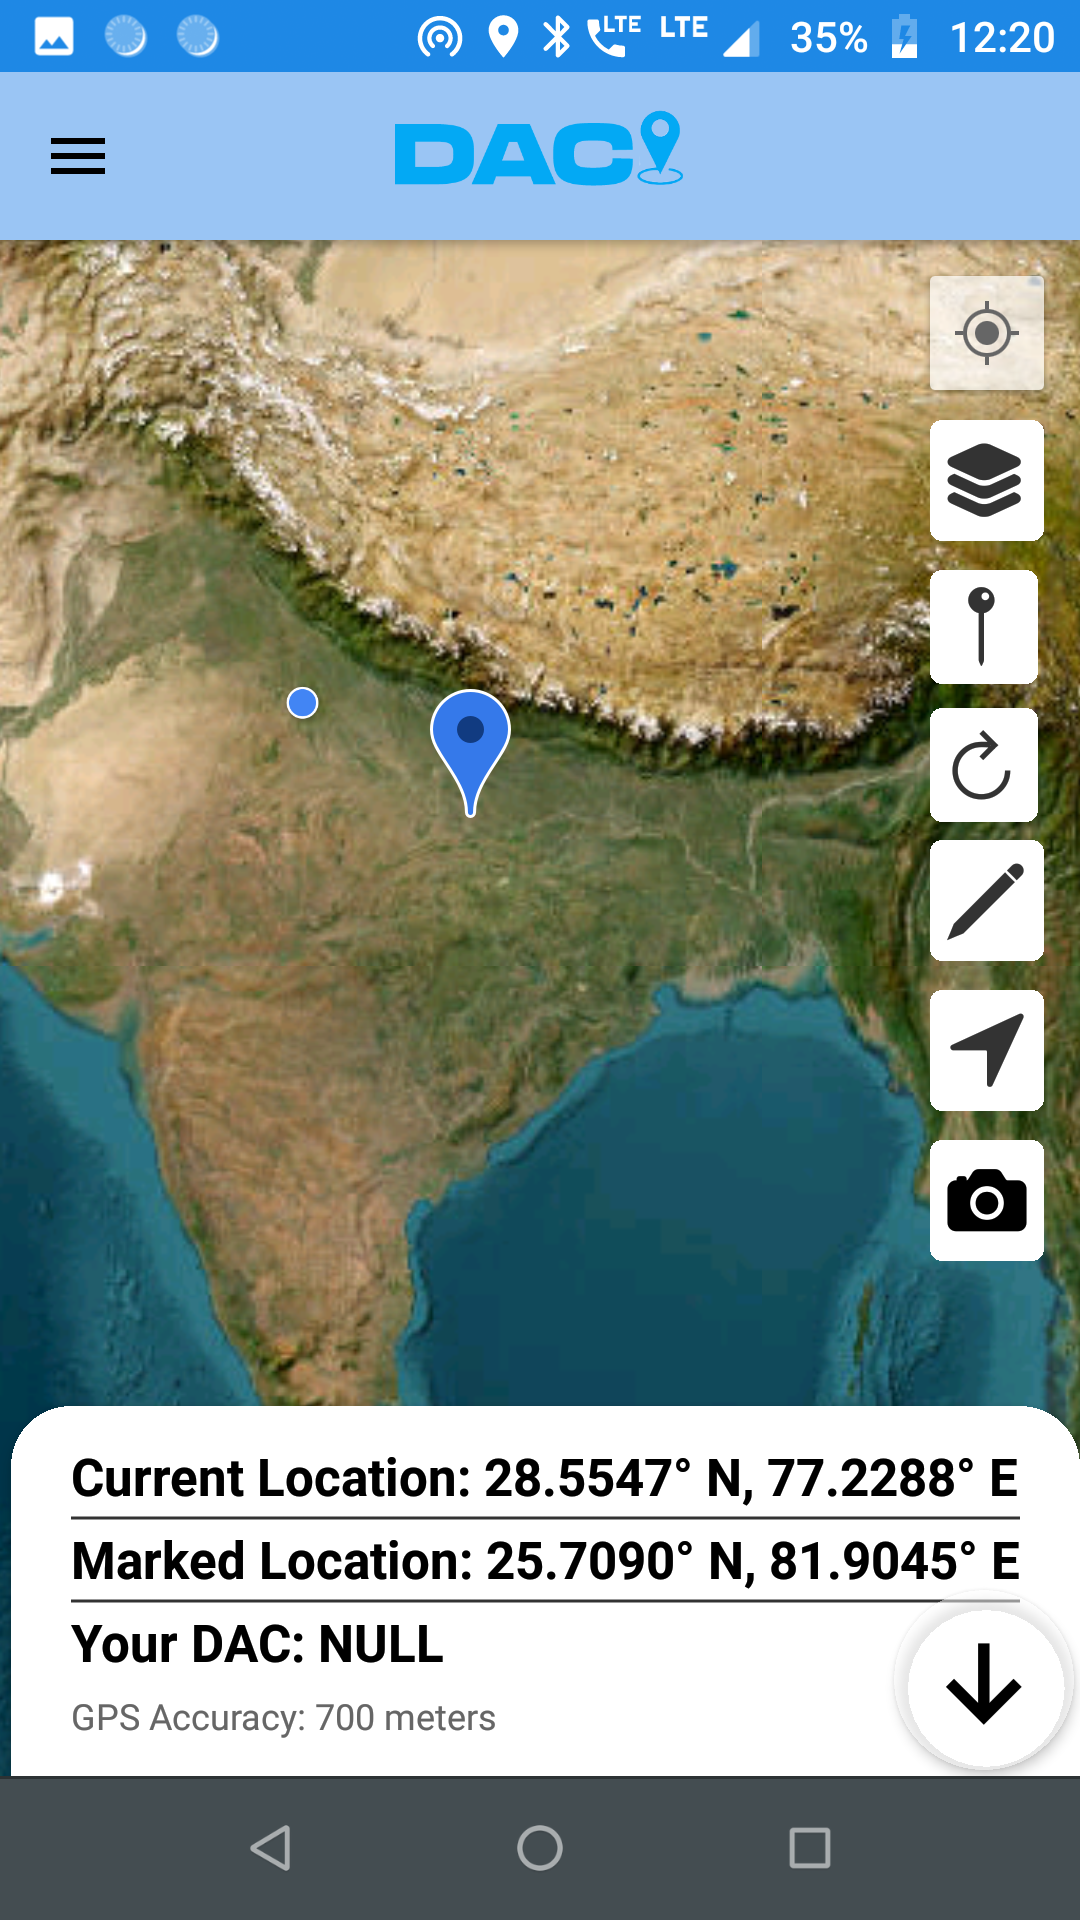 LTE LTE 35% 12:20
DAC
Current Location: 28.5547° N, 77.2288° E
Marked Location: 25.7090° N, 81.9045° E
Your DAC: NULL
GPS Accuracy: 700 meters